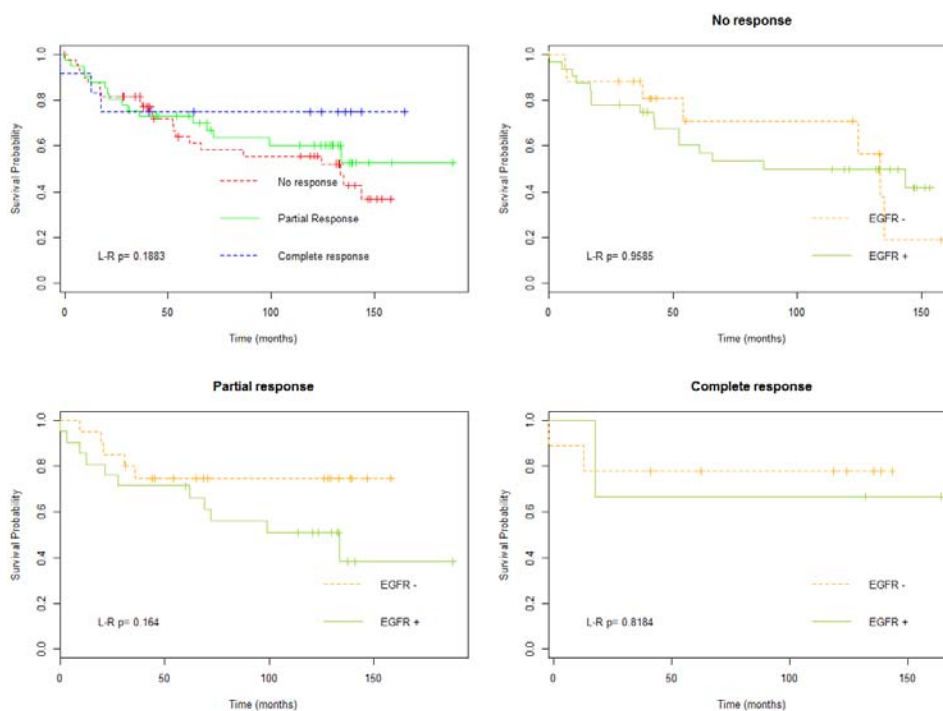 Survival Probability
0.0 0.2 0.4 0.6 0.8 1.0
No response
Partial Response
Complete response
L-R p= 0.1883
0 50 100 150
Time (months)
No response
Survival Probability
0.0 0.2 0.4 0.6 0.8 1.0
EGFR -
EGFR +
L-R p= 0.9585
0 50 100 150
Time (months)
Partial response
Survival Probability
0.0 0.2 0.4 0.6 0.8 1.0
EGFR -
EGFR +
L-R p= 0.164
0 50 100 150
Time (months)
Complete response
Survival Probability
0.0 0.2 0.4 0.6 0.8 1.0
EGFR -
EGFR +
L-R p= 0.8184
0 50 100 150
Time (months)